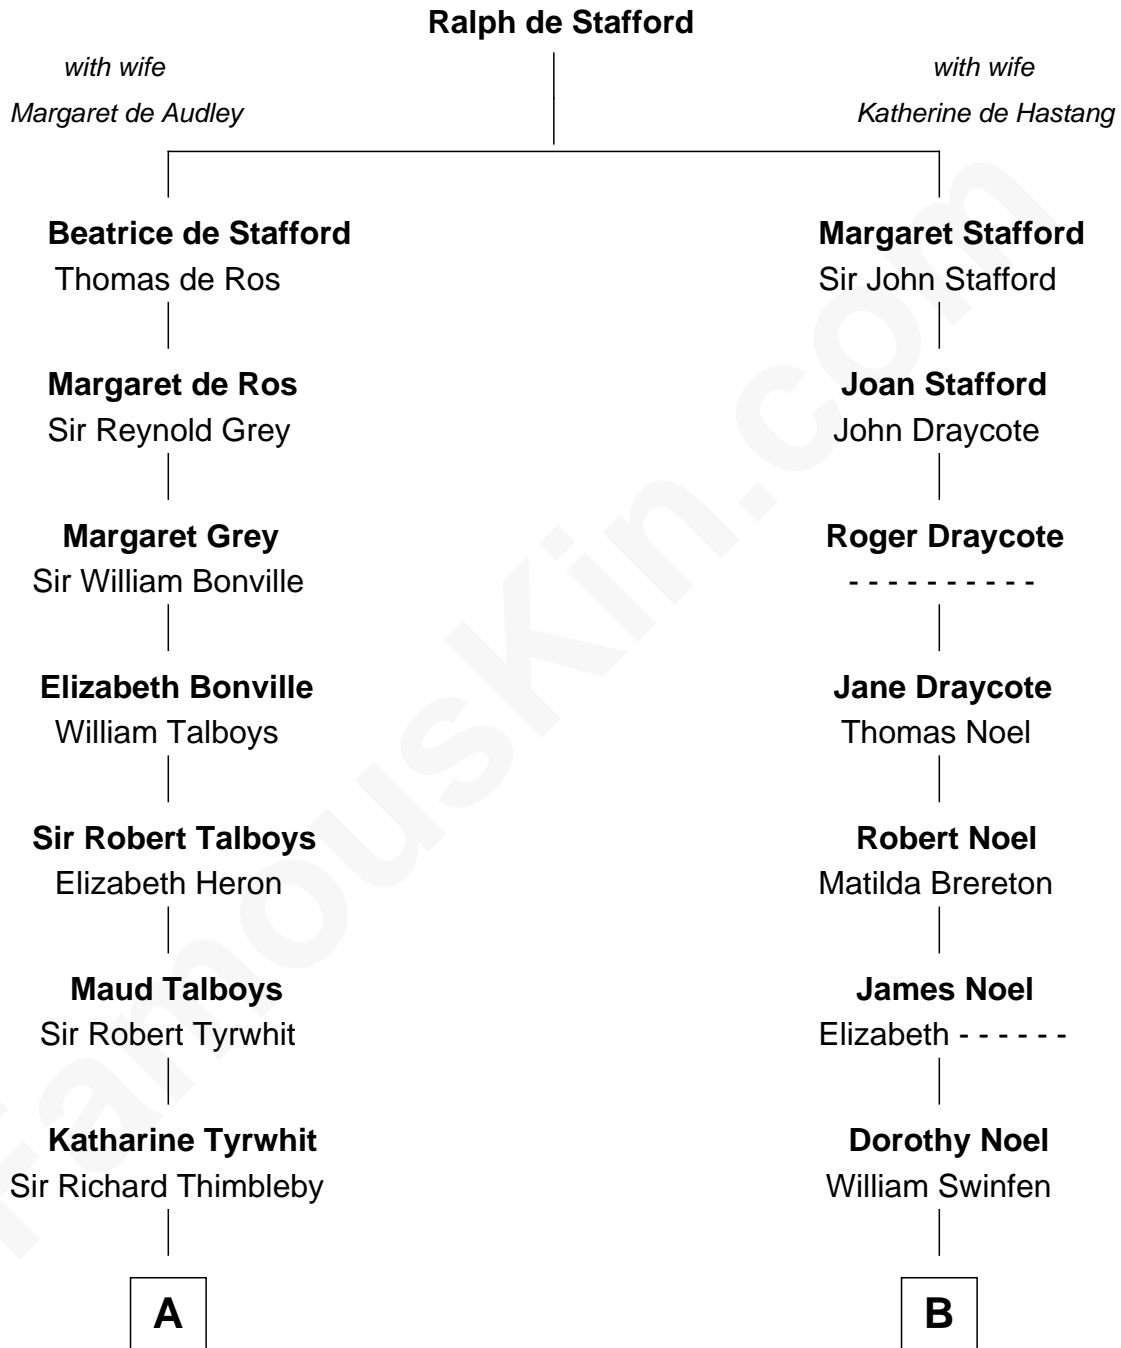 Ralph de Stafford
with wife
Margaret de Audley
with wife
Katherine de Hastang
Beatrice de Stafford
Thomas de Ros
Margaret Stafford
Sir John Stafford
Margaret de Ros
Sir Reynold Grey
Joan Stafford
John Draycote
Margaret Grey
Sir William Bonville
Roger Draycote
- - - - - - - - - -
Elizabeth Bonville
William Talboys
Jane Draycote
Thomas Noel
Sir Robert Talboys
Elizabeth Heron
Robert Noel
Matilda Brereton
Maud Talboys
Sir Robert Tyrwhit
James Noel
Elizabeth - - - - - -
Katharine Tyrwhit
Sir Richard Thimbleby
Dorothy Noel
William Swinfen
A
B
FamousKin.com